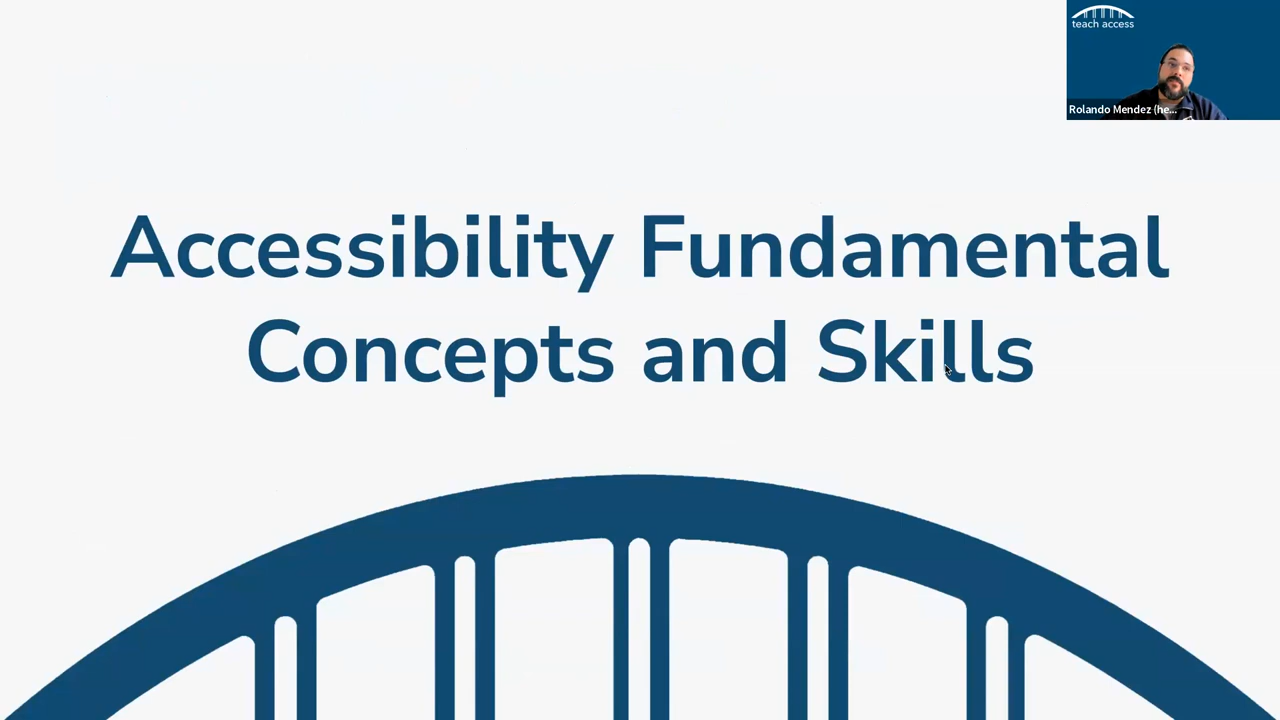 teach access
Rolando Mendez (he...
Accessibility Fundamental
Concepts and Skills